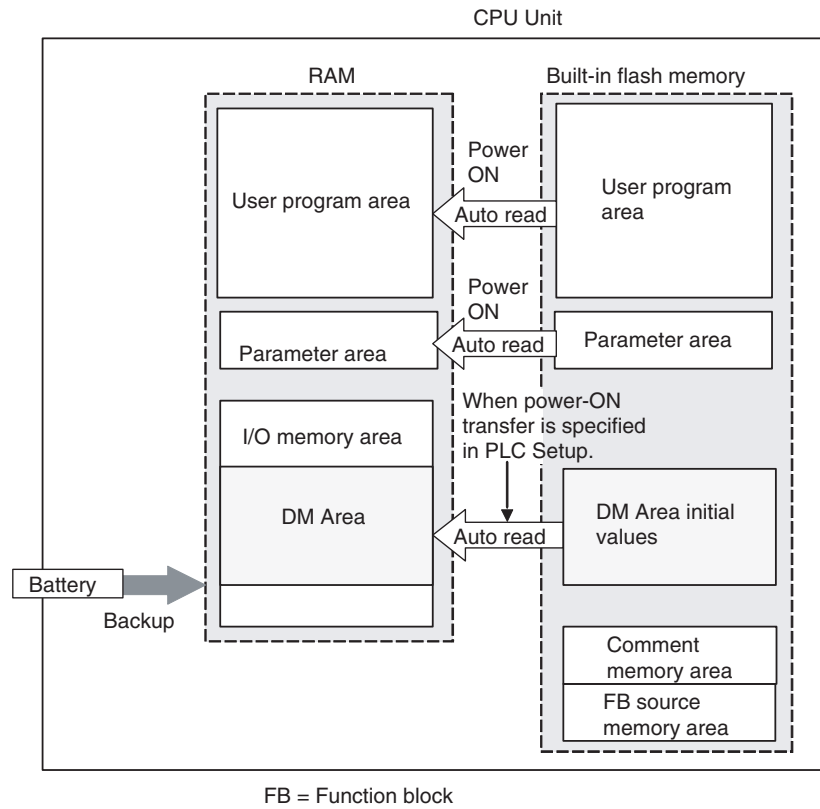 CPU Unit
RAM
Built-in flash memory
User program area
Power
ON
Auto read
User program
area
Parameter area
Power
ON
Auto read
Parameter area
I/O memory area
When power-ON
transfer is specified
in PLC Setup.
DM Area
Auto read
DM Area initial
values
Battery
Backup
Comment
memory area
FB source
memory area
FB = Function block